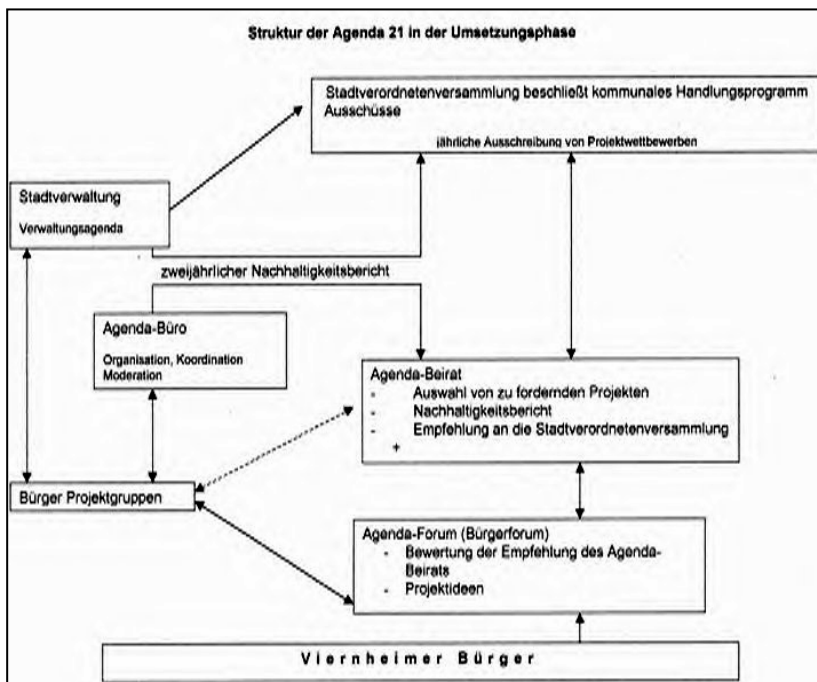 Struktur der Agenda 21 in der Umsetzungsphase
Stadtverordnetenversammlung beschließt kommunales Handlungsprogramm
Ausschüsse
jährliche Ausschreibung von Projektwettbewerben
Stadtverwaltung
Verwaltungsagenda
zweijährlicher Nachhaltigkeitsbericht
Agenda-Büro
Organisation, Koordination
Moderation
Agenda-Beirat
- Auswahl von zu fordernden Projekten
- Nachhaltigkeitsbericht
- Empfehlung an die Stadtverordnetenversammlung
+
Bürger Projektgruppen
Agenda-Forum (Bürgerforum)
- Bewertung der Empfehlung des Agenda-
Beirats
- Projektideen
Viernheimer Bürger